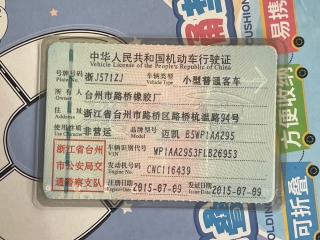 中华人民共和国机动车行驶证
Vehicle License of the People's Republic of China
号牌号码 浙J571ZJ 车辆类型 小型普通客车
所有人 台州市路桥橡胶厂
住址 浙江省台州市路桥区路桥杭温路94号
使用性质 非营运 品牌型号 迈凯 BSWP1AAZ95
浙江省台州市公安局交通警察支队
车辆识别代号 WP1AA2953FLB26953
VIN
发动机号码 CNC116439
注册日期 2015-07-09 发证日期 2015-07-09
CUSHION
易携
方便收纳
可折叠